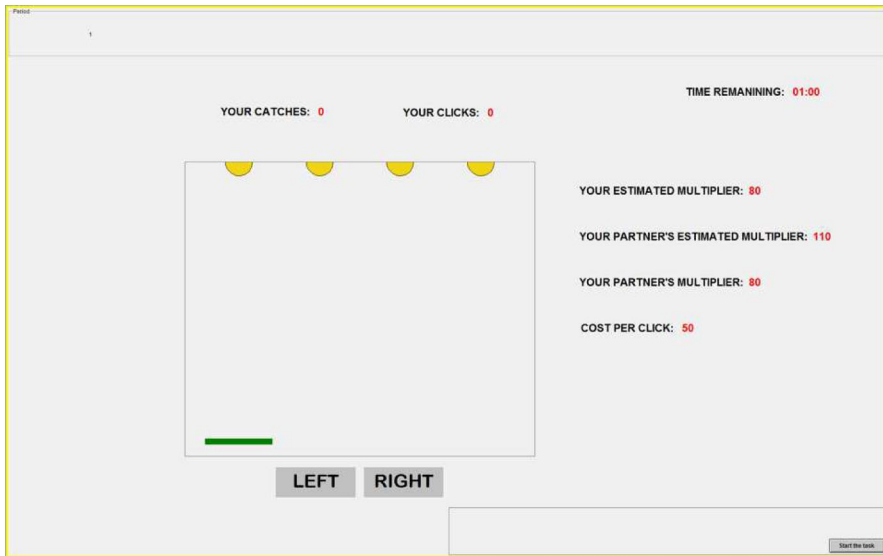 Period
1
TIME REMANINING: 01:00
YOUR CATCHES: 0 YOUR CLICKS: 0
YOUR ESTIMATED MULTIPLIER: 80
YOUR PARTNER'S ESTIMATED MULTIPLIER: 110
YOUR PARTNER'S MULTIPLIER: 80
COST PER CLICK: 50
LEFT RIGHT
Start the task